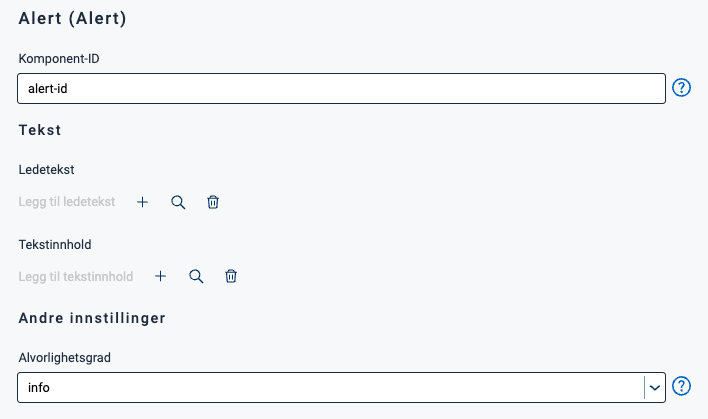 Alert (Alert)
Komponent-ID
alert-id
Tekst
Ledetekst
Legg til ledetekst
Tekstinnhold
Legg til tekstinnhold
Andre innstillinger
Alvorlighetsgrad
info